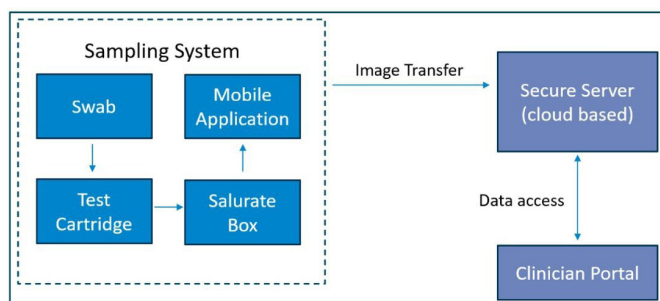 Sampling System
Swab
Mobile
Application
Test
Cartridge
Salurate
Box
Image Transfer
Secure Server
(cloud based)
Data access
Clinician Portal